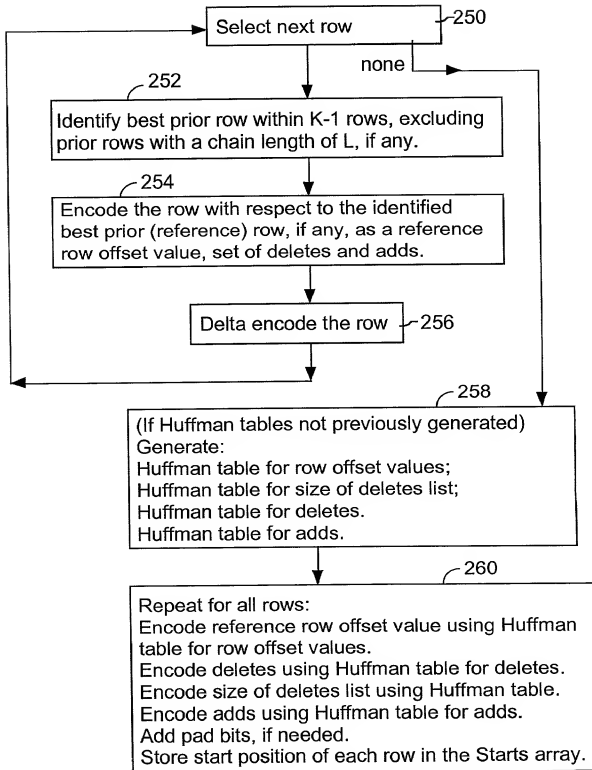 Select next row
250
none
252
Identify best prior row within K-1 rows, excluding
prior rows with a chain length of L, if any.
254
Encode the row with respect to the identified
best prior (reference) row, if any, as a reference
row offset value, set of deletes and adds.
Delta encode the row
256
258
(If Huffman tables not previously generated)
Generate:
Huffman table for row offset values;
Huffman table for size of deletes list;
Huffman table for deletes.
Huffman table for adds.
260
Repeat for all rows:
Encode reference row offset value using Huffman
table for row offset values.
Encode deletes using Huffman table for deletes.
Encode size of deletes list using Huffman table.
Encode adds using Huffman table for adds.
Add pad bits, if needed.
Store start position of each row in the Starts array.